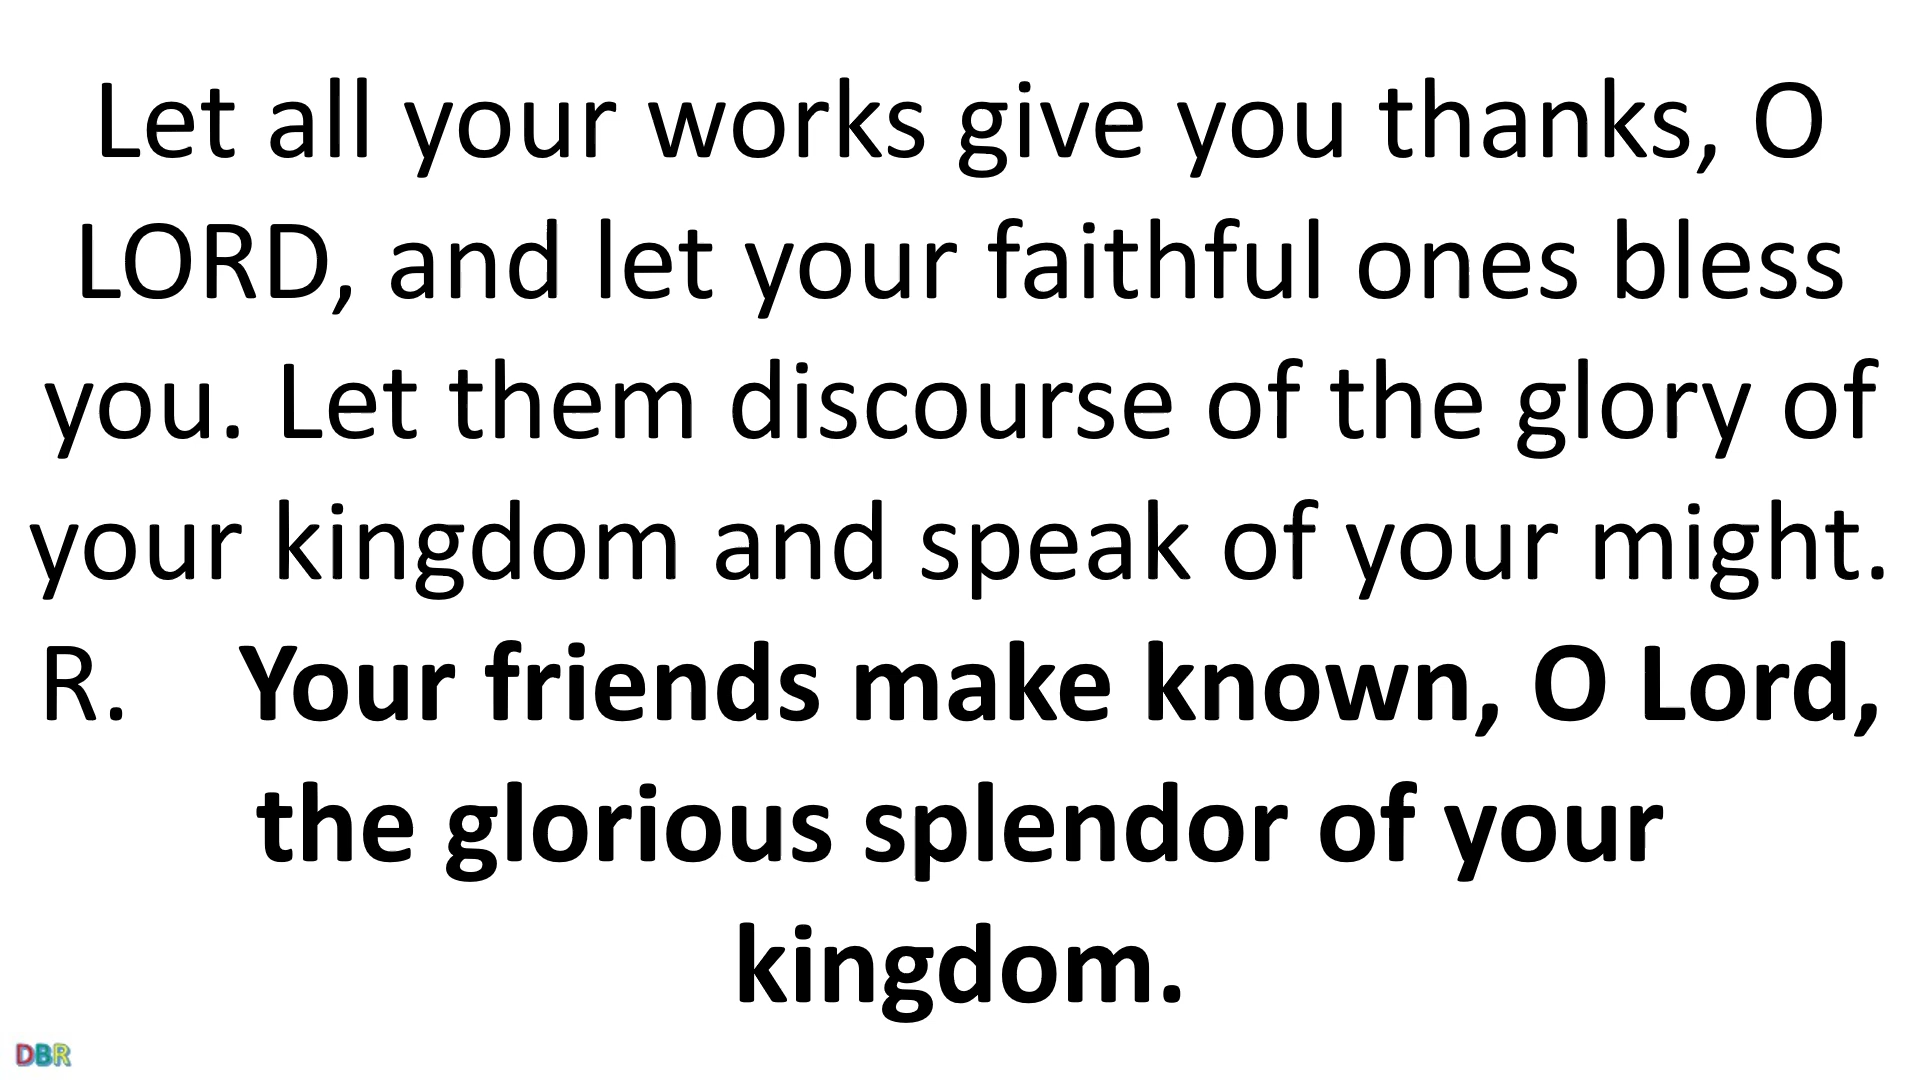 Let all your works give you thanks, O
LORD, and let your faithful ones bless
you. Let them discourse of the glory of
your kingdom and speak of your might.
R. Your friends make known, O Lord,
the glorious splendor of your
kingdom.
DBR